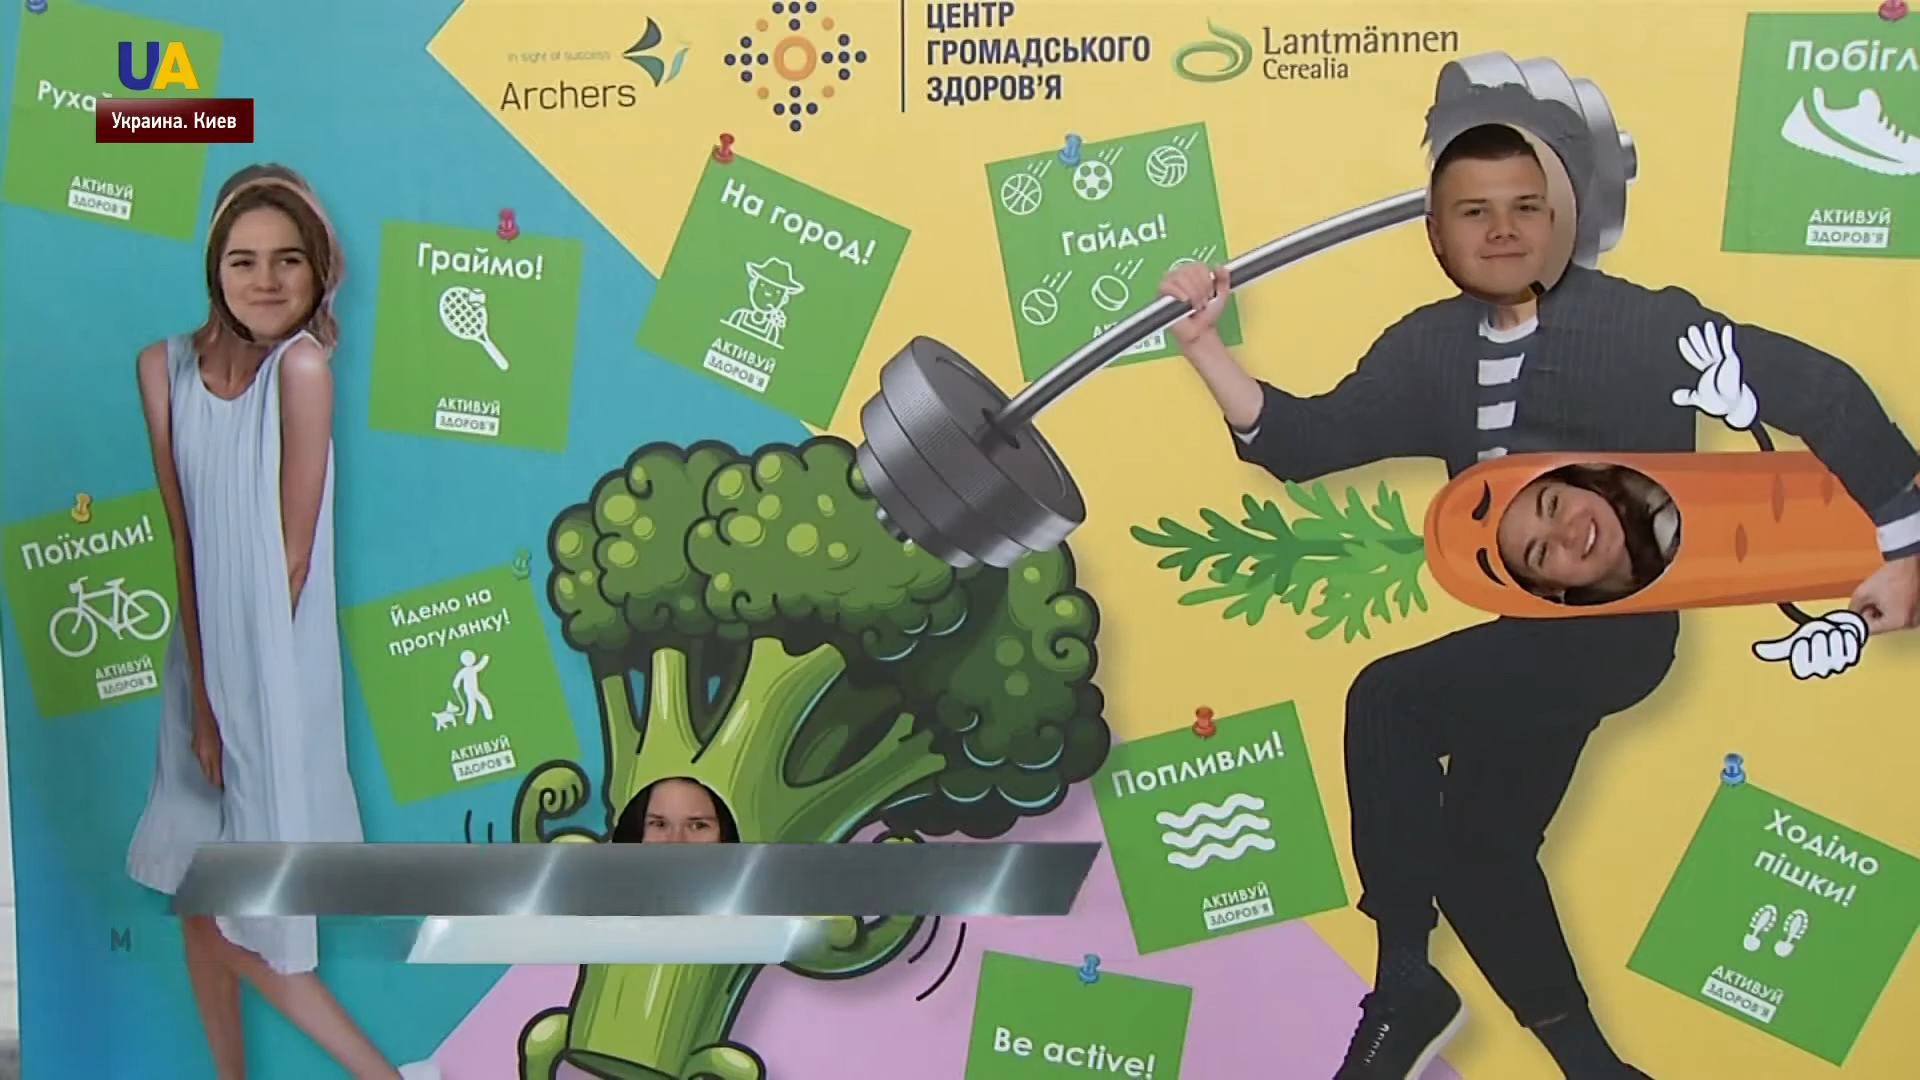 UA
Украина. Киев
АКТИВУЙ
ЗДОРОВ'Я
in sight of success
Archers
ЦЕНТР
ГРОМАДСЬКОГО
ЗДОРОВ'Я
Lantmännen
Cerealia
Граймо!
АКТИВУЙ
ЗДОРОВ'Я
На город!
АКТИВУЙ
ЗДОРОВ'Я
Гайда!
АКТИВУЙ
ЗДОРОВ'Я
Поїхали!
АКТИВУЙ
ЗДОРОВ'Я
Йдемо на
прогулянку!
АКТИВУЙ
ЗДОРОВ'Я
Попливли!
АКТИВУЙ
ЗДОРОВ'Я
Ходімо
пішки!
АКТИВУЙ
ЗДОРОВ'Я
Be active!
М